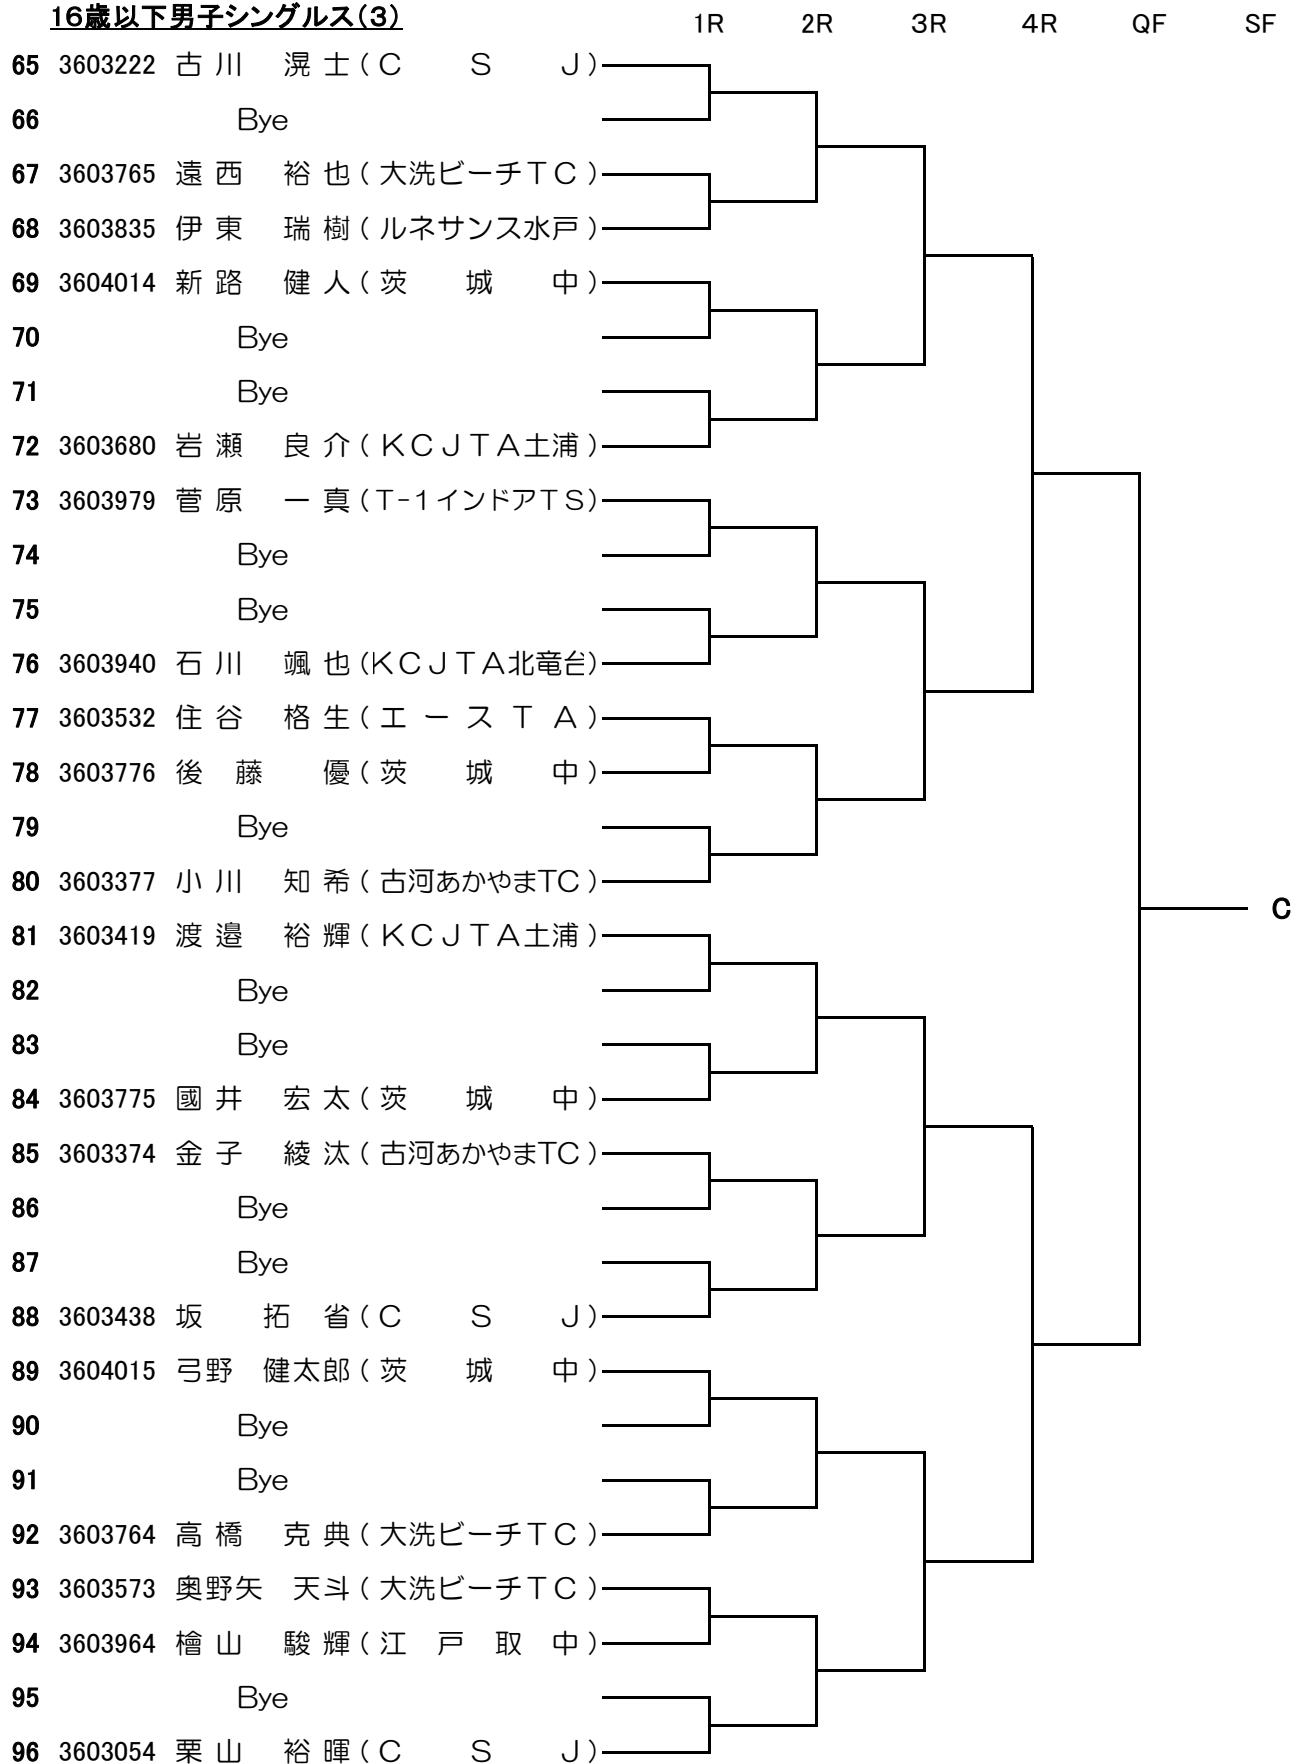 16歳以下男子シングルス(3) 1R 2R 3R 4R QF SF
65 3603222 古川 滉士(CSJ)
66 Bye
67 3603765 遠西 裕也(大洗ビーチTC)
68 3603835 伊東 瑞樹(ルネサンス水戸)
69 3604014 新路 健人(茨城中)
70 Bye
71 Bye
72 3603680 岩瀬 良介(KCJTA土浦)
73 3603979 菅原 一真(T-1インドアTS)
74 Bye
75 Bye
76 3603940 石川 颯也(KCJTA北竜台)
77 3603532 住谷 格生(エースTA)
78 3603776 後藤 優(茨城中)
79 Bye
80 3603377 小川 知希(古河あかやまTC)
C
81 3603419 渡邉 裕輝(KCJTA土浦)
82 Bye
83 Bye
84 3603775 國井 宏太(茨城中)
85 3603374 金子 綾汰(古河あかやまTC)
86 Bye
87 Bye
88 3603438 坂 拓省(CSJ)
89 3604015 弓野 健太郎(茨城中)
90 Bye
91 Bye
92 3603764 高橋 克典(大洗ビーチTC)
93 3603573 奥野矢 天斗(大洗ビーチTC)
94 3603964 檜山 駿輝(江戸取中)
95 Bye
96 3603054 栗山 裕暉(CSJ)